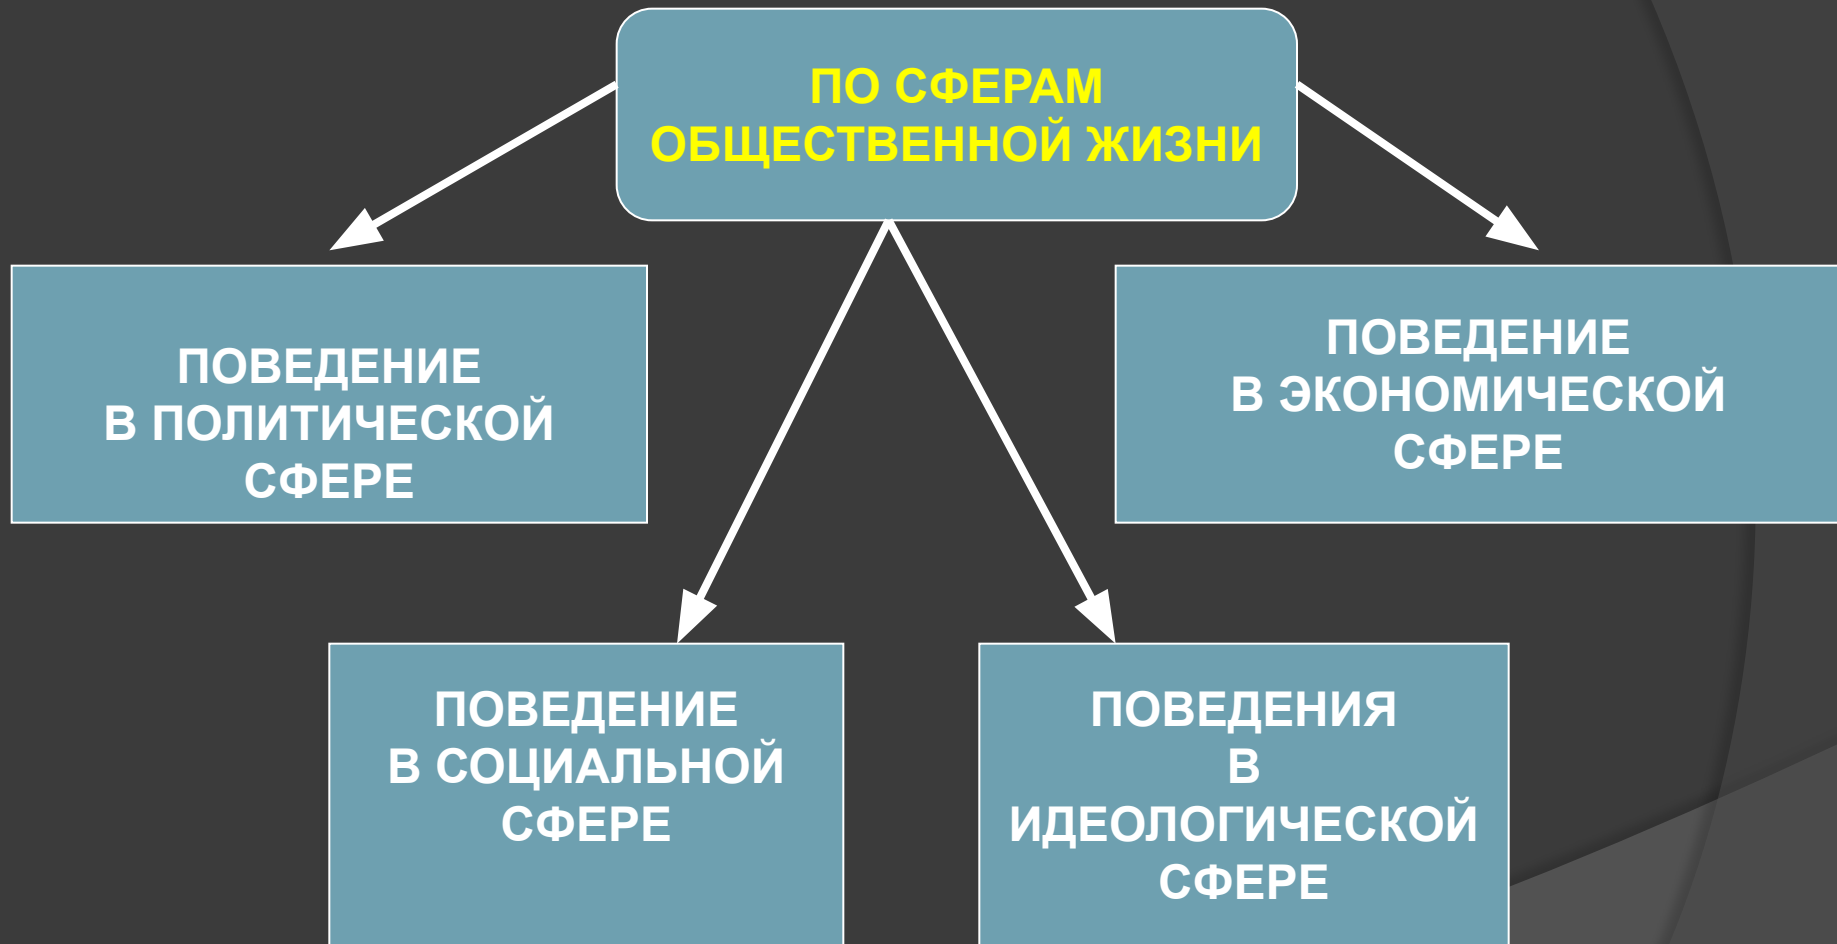 ПО СФЕРАМ
ОБЩЕСТВЕННОЙ ЖИЗНИ
ПОВЕДЕНИЕ
В ПОЛИТИЧЕСКОЙ
СФЕРЕ
ПОВЕДЕНИЕ
В ЭКОНОМИЧЕСКОЙ
СФЕРЕ
ПОВЕДЕНИЕ
В СОЦИАЛЬНОЙ
СФЕРЕ
ПОВЕДЕНИЯ
В
ИДЕОЛОГИЧЕСКОЙ
СФЕРЕ